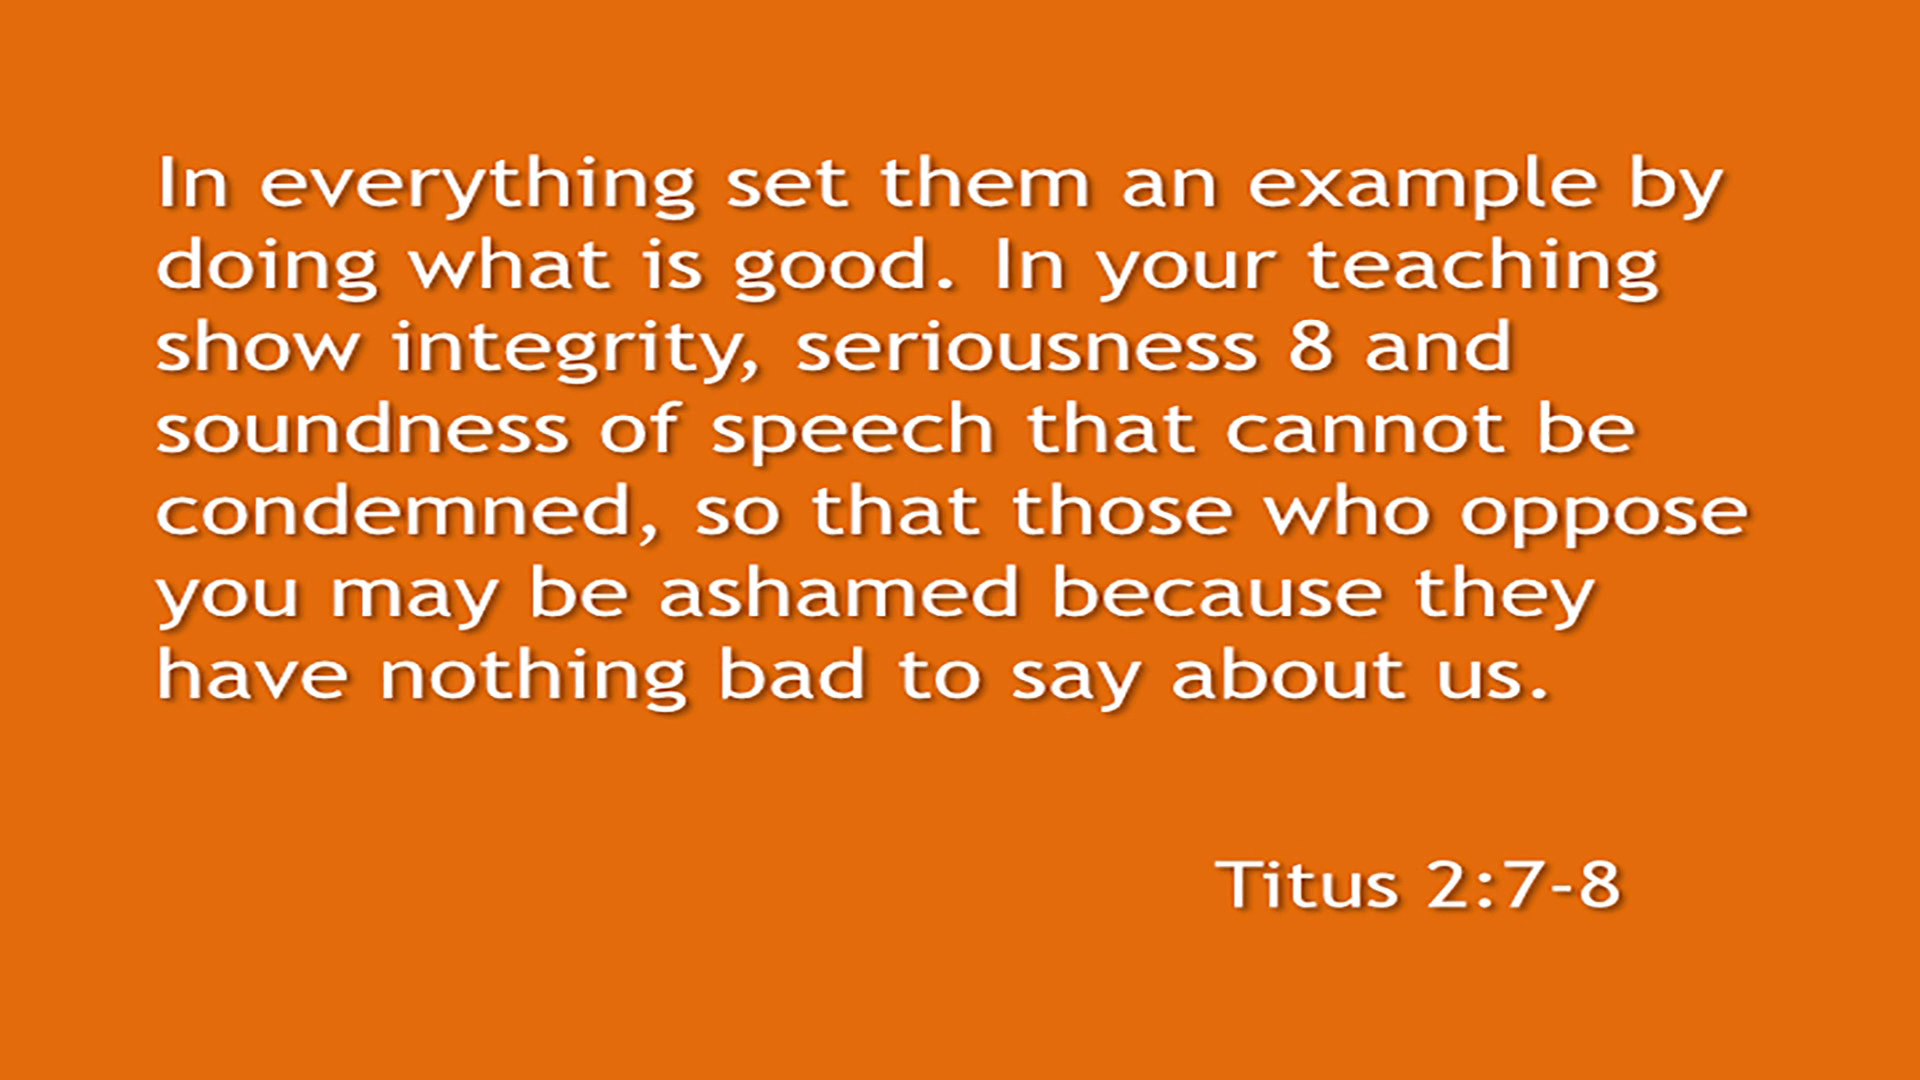 In everything set them an example by
doing what is good. In your teaching
show integrity, seriousness 8 and
soundness of speech that cannot be
condemned, so that those who oppose
you may be ashamed because they
have nothing bad to say about us.
Titus 2:7-8